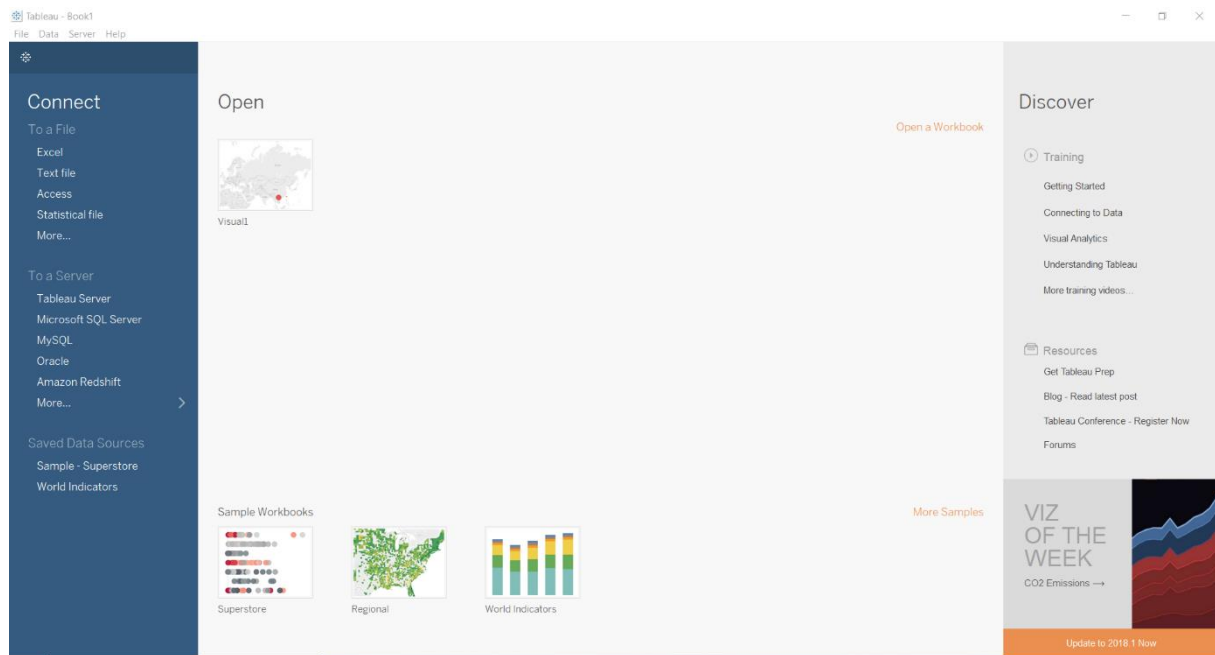 Tableau - Book1
File Data Server Help
Connect
To a File
Excel
Text file
Access
Statistical file
More...
To a Server
Tableau Server
Microsoft SQL Server
MySQL
Oracle
Amazon Redshift
More...
Saved Data Sources
Sample - Superstore
World Indicators
Open
Open a Workbook
Visual1
Sample Workbooks
More Samples
Superstore
Regional
World Indicators
Discover
Training
Getting Started
Connecting to Data
Visual Analytics
Understanding Tableau
More training videos...
Resources
Get Tableau Prep
Blog - Read latest post
Tableau Conference - Register Now
Forums
VIZ
OF THE
WEEK
CO2 Emissions →
Update to 2018.1 Now